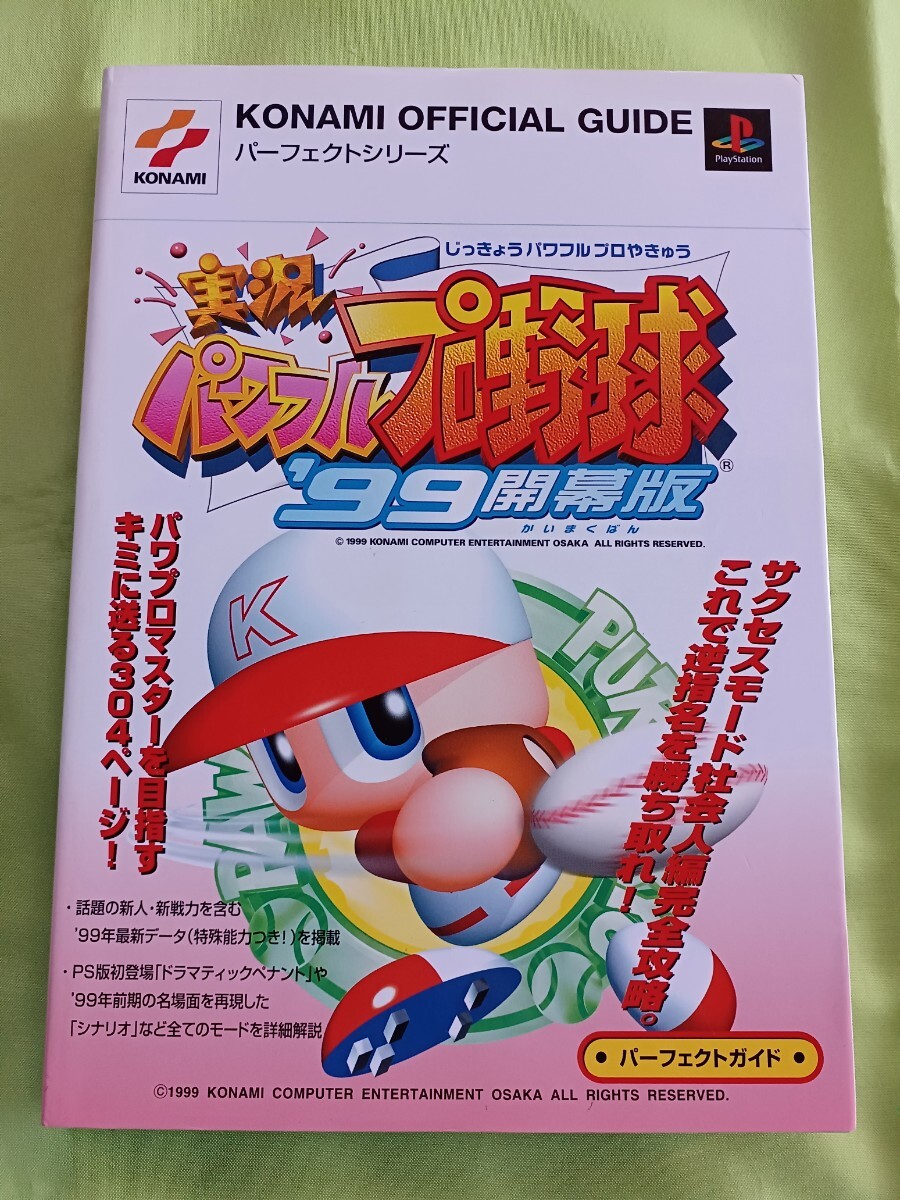 KONAMI OFFICIAL GUIDE
パーフェクトシリーズ
KONAMI
PlayStation
じっきょうパワフルプロやきゅう
実況
パワフルプロ野球
®
'99開幕版
かいまくばん
© 1999 KONAMI COMPUTER ENTERTAINMENT OSAKA ALL RIGHTS RESERVED.
サクセスモード社会人編完全攻略。
これで逆指名を勝ち取れ!
パワプロマスターを目指す
キミに送る304ページ!
K
・話題の新人・新戦力を含む
'99年最新データ(特殊能力つき!)を掲載
・PS版初登場「ドラマティックペナント」や
'99年前期の名場面を再現した
「シナリオ」など全てのモードを詳細解説
• パーフェクトガイド •
©1999 KONAMI COMPUTER ENTERTAINMENT OSAKA ALL RIGHTS RESERVED.